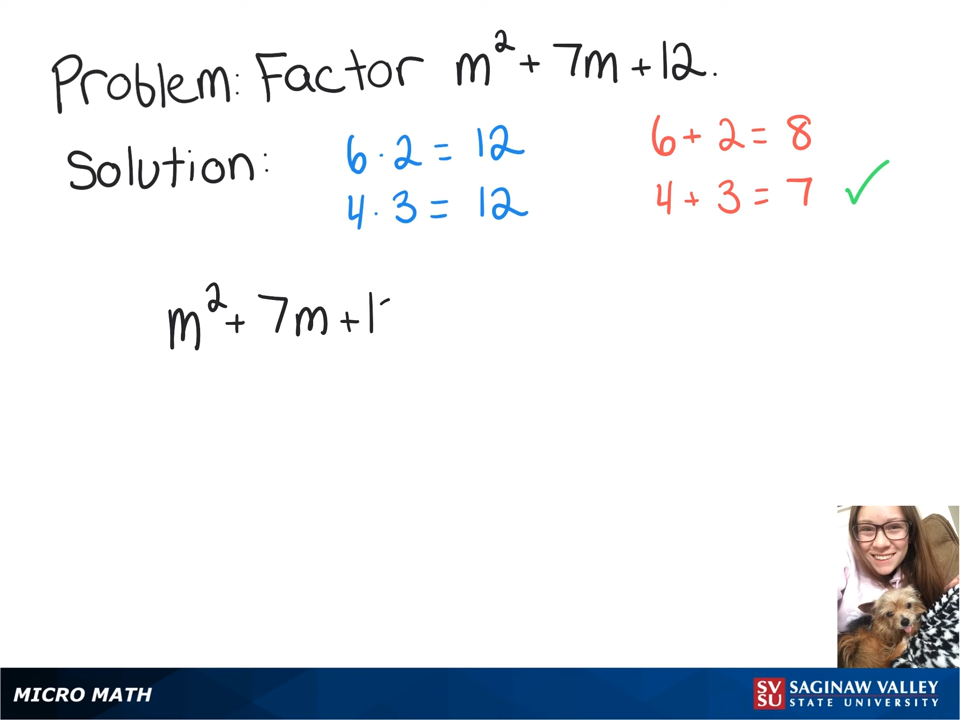 Problem: Factor m² + 7m + 12.
Solution: 6 · 2 = 12 6 + 2 = 8
4 · 3 = 12 4 + 3 = 7 ✓
m² + 7m + 1
MICRO MATH
SVSU SAGINAW VALLEY
STATE UNIVERSITY